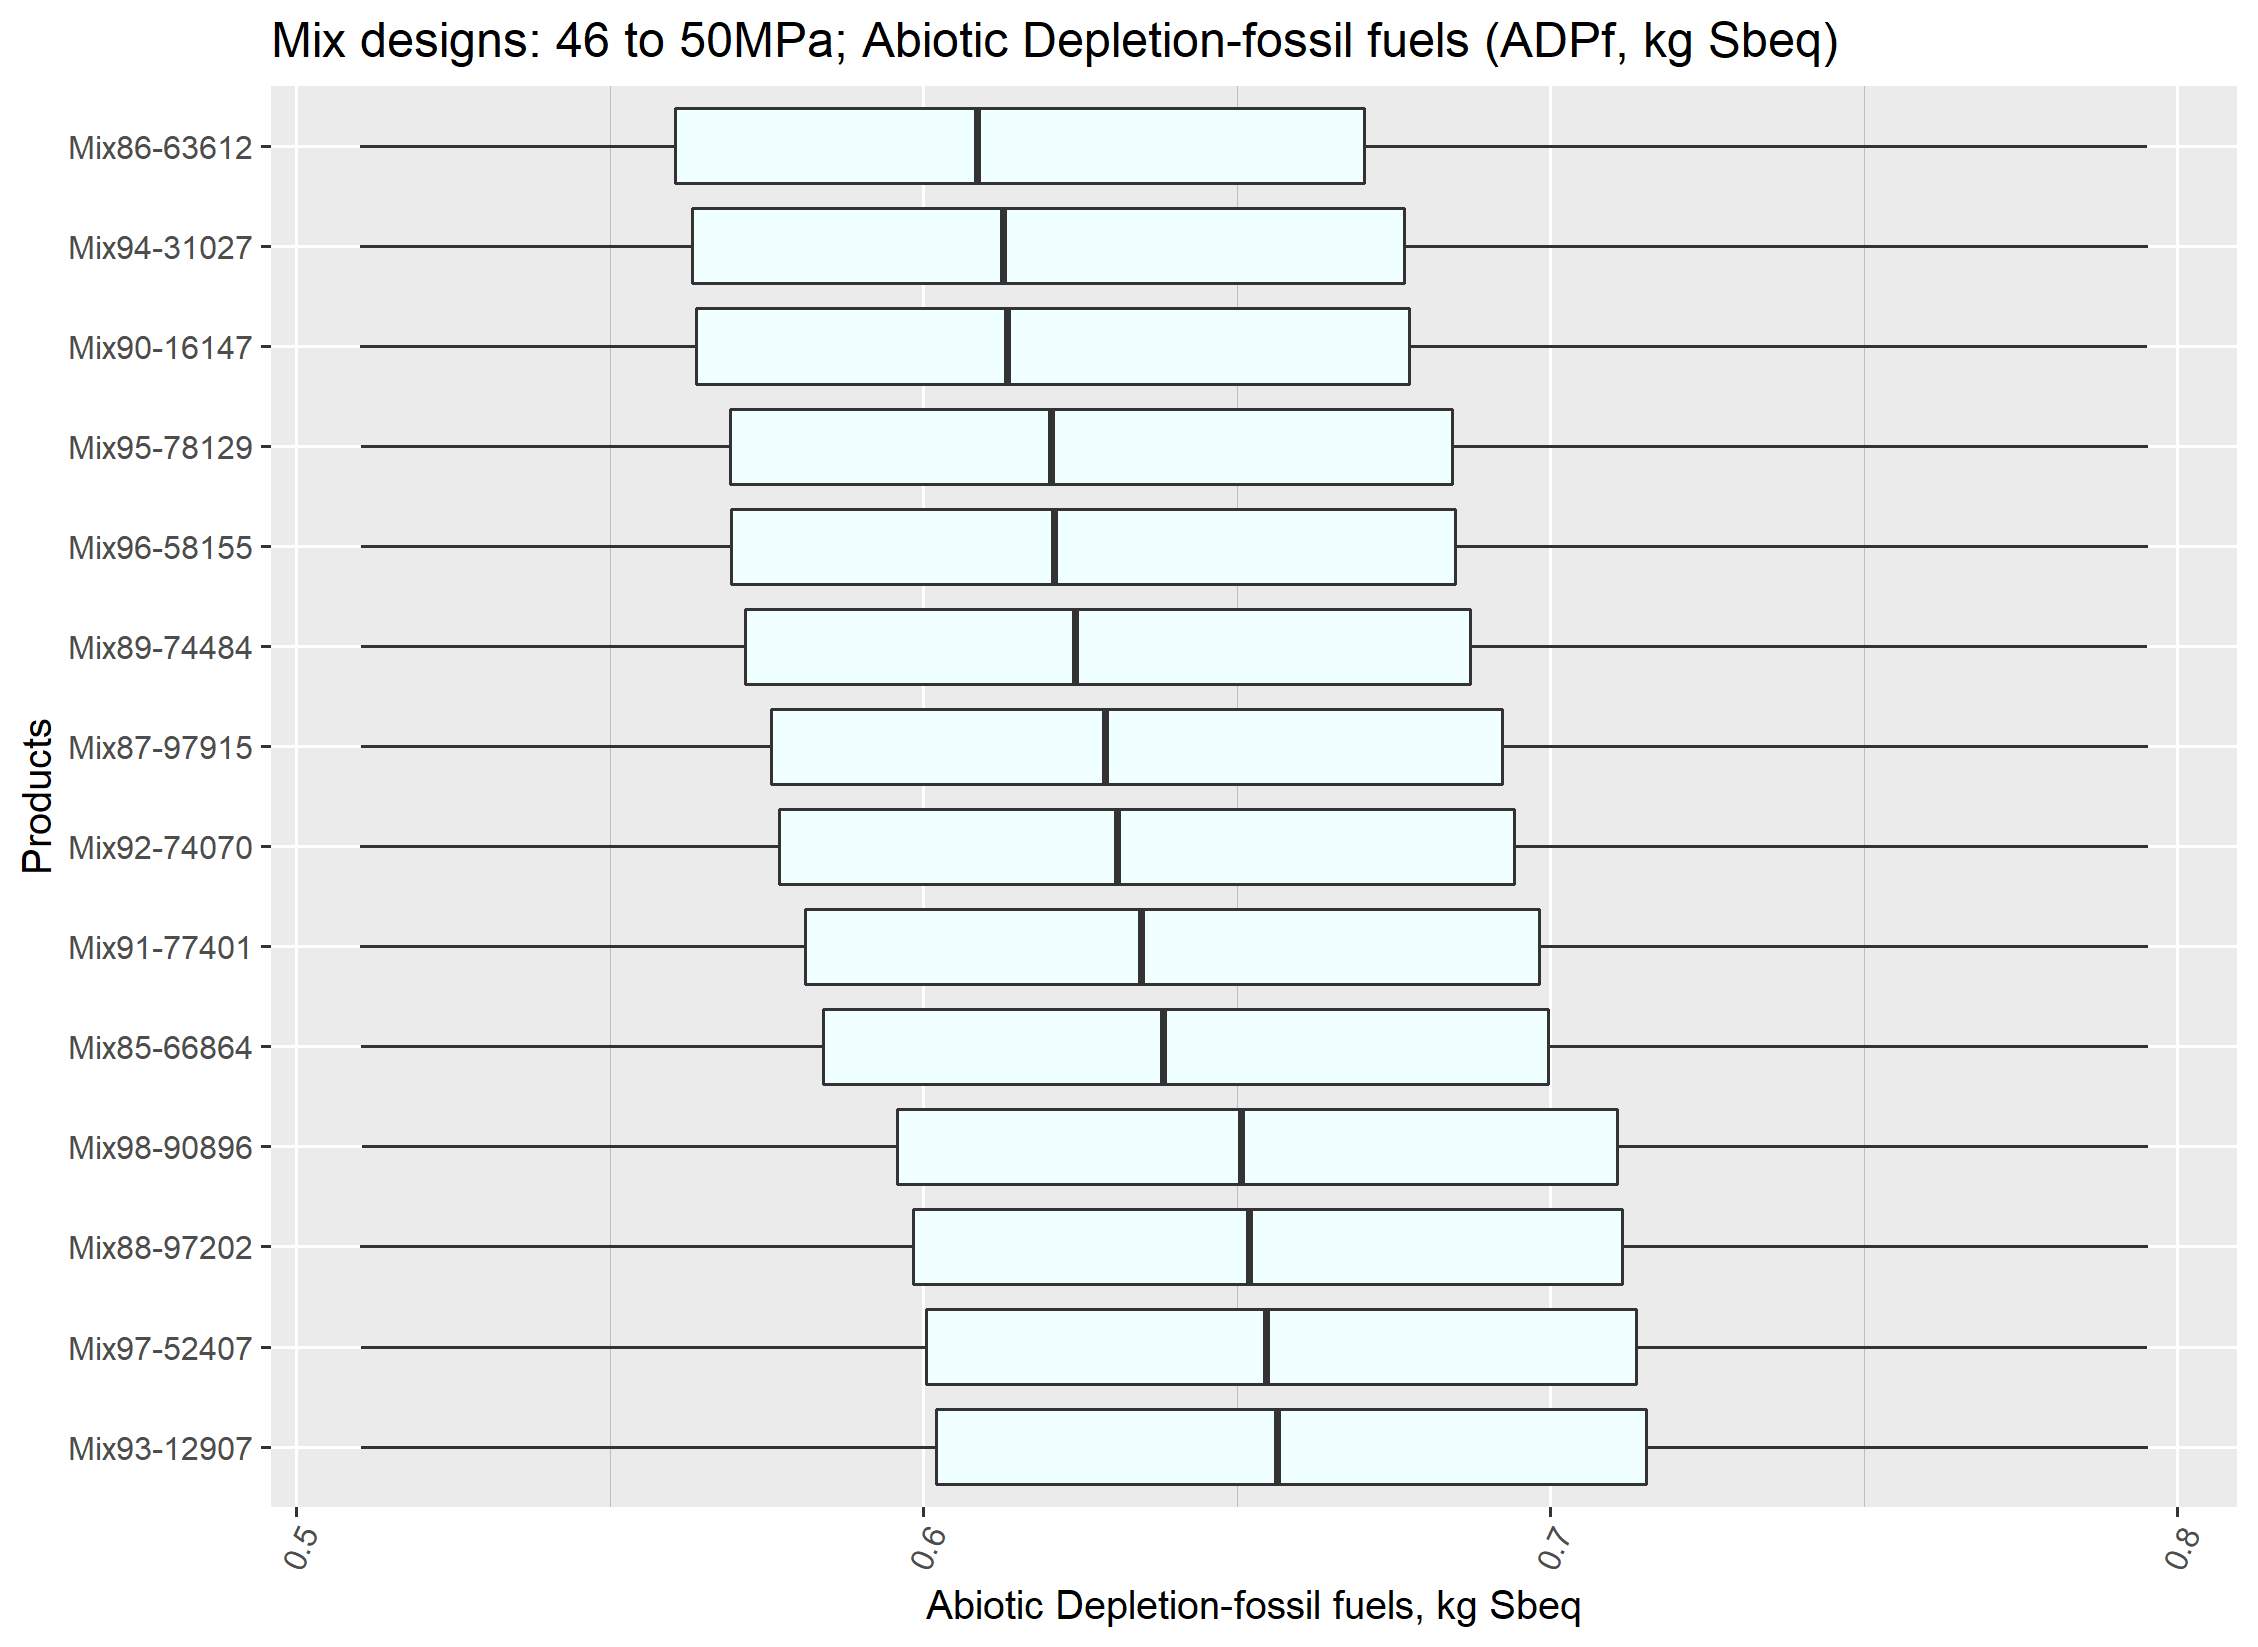 Mix designs: 46 to 50MPa; Abiotic Depletion-fossil fuels (ADPf, kg Sbeq)
Products
Mix86-63612
Mix94-31027
Mix90-16147
Mix95-78129
Mix96-58155
Mix89-74484
Mix87-97915
Mix92-74070
Mix91-77401
Mix85-66864
Mix98-90896
Mix88-97202
Mix97-52407
Mix93-12907
0.5 0.6 0.7 0.8
Abiotic Depletion-fossil fuels, kg Sbeq